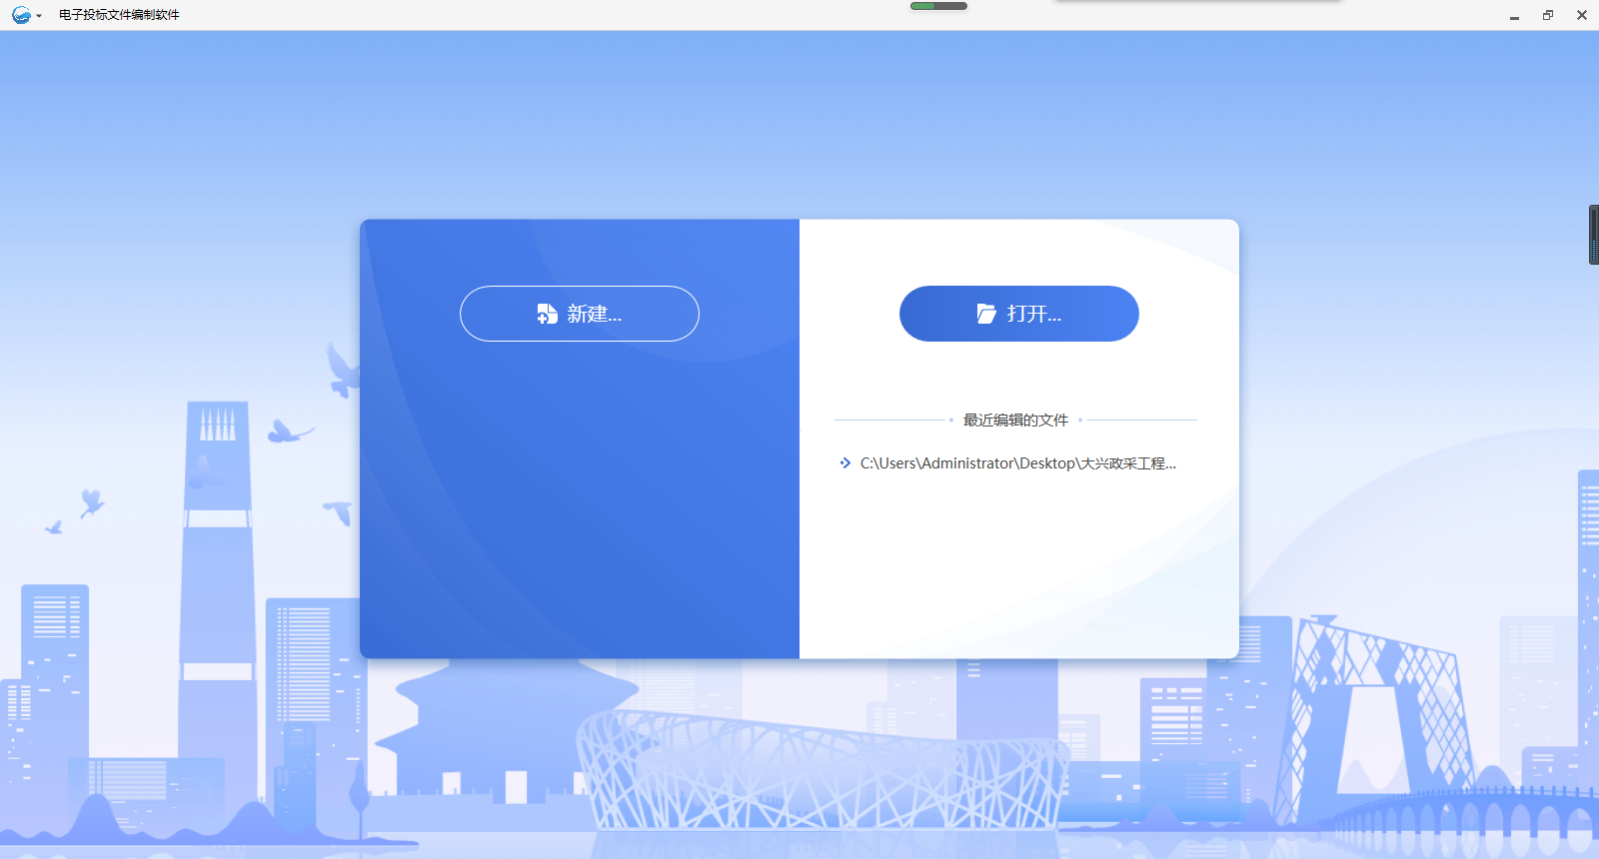 电子投标文件编制软件
新建...
打开...
最近编辑的文件
C:\Users\Administrator\Desktop\大兴政采工程...